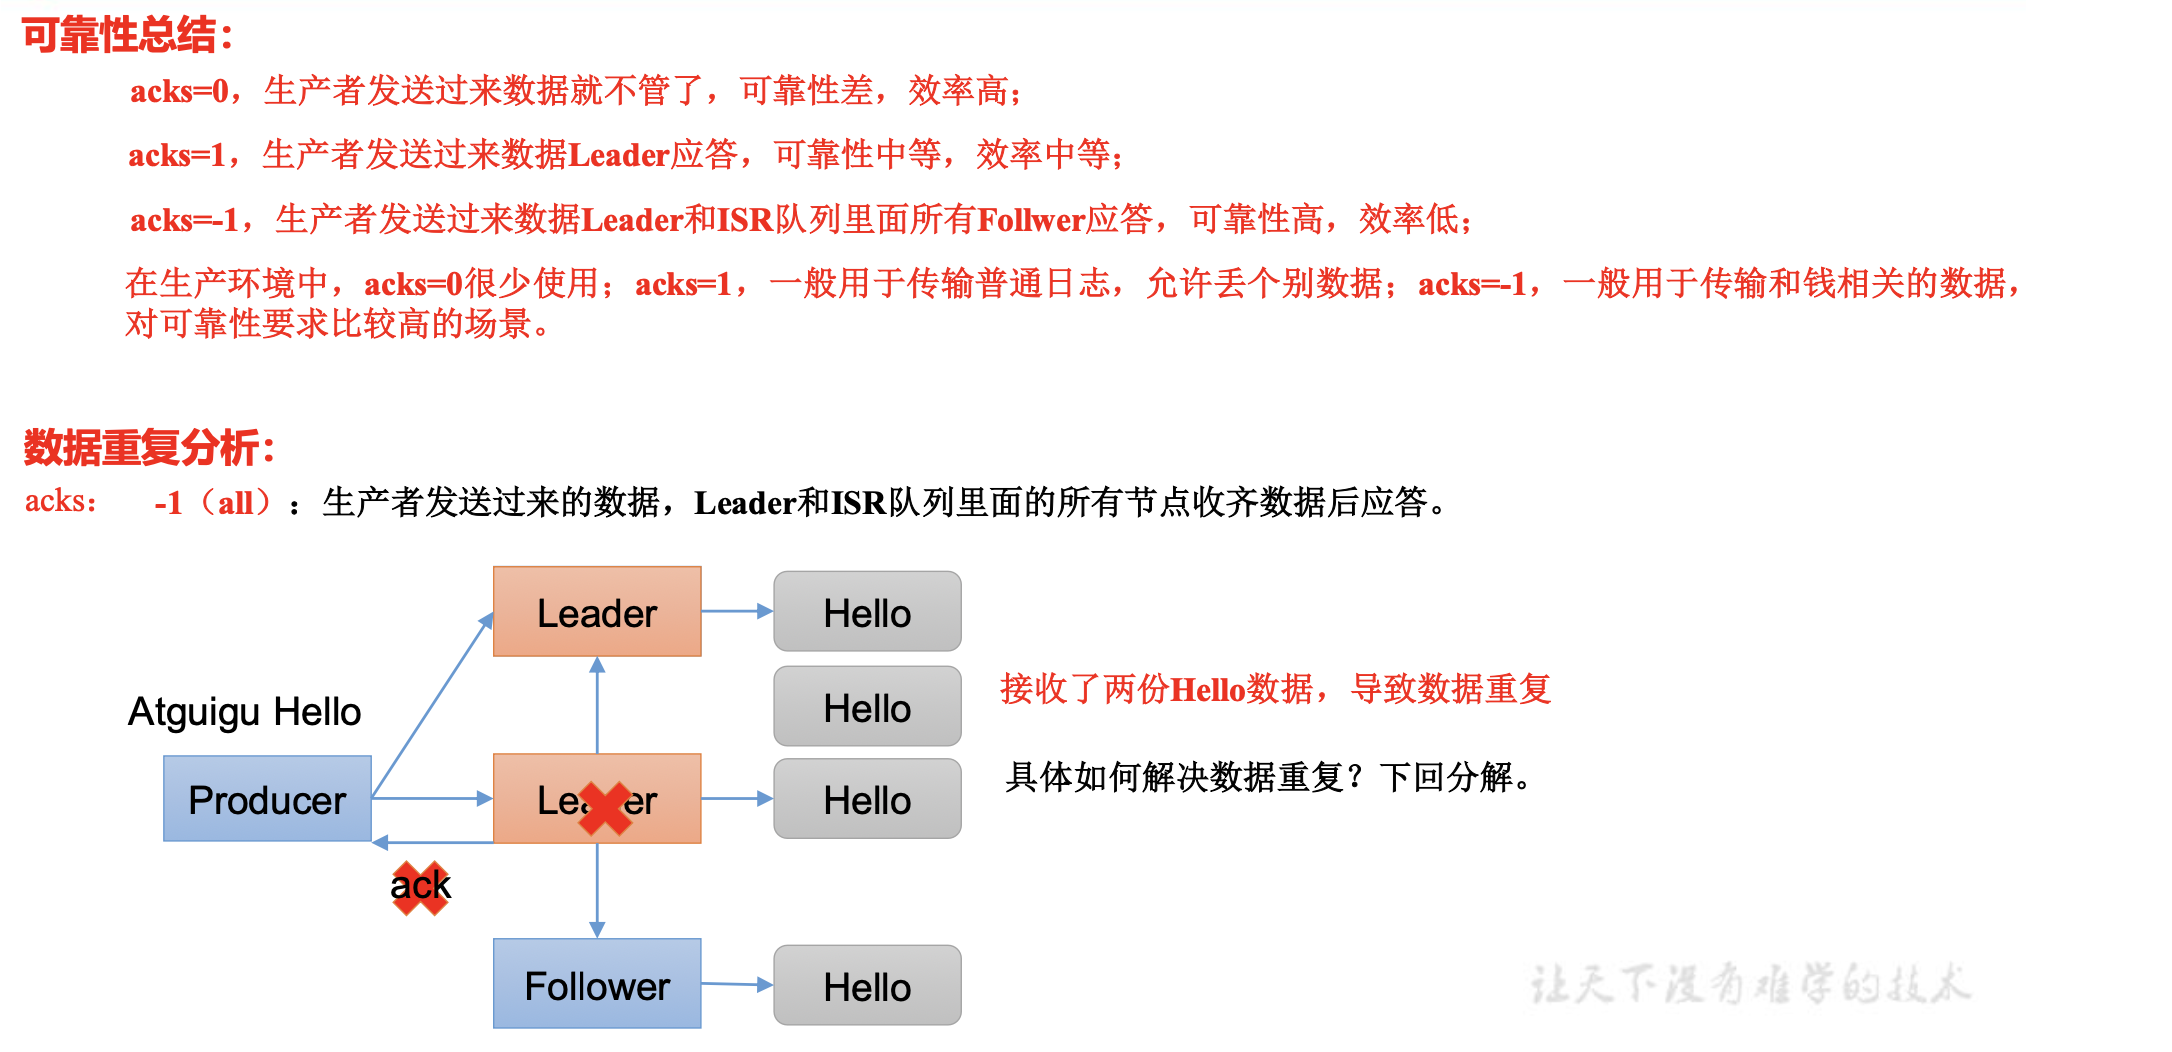 可靠性总结：
acks=0，生产者发送过来数据就不管了，可靠性差，效率高；
acks=1，生产者发送过来数据Leader应答，可靠性中等，效率中等；
acks=-1，生产者发送过来数据Leader和ISR队列里面所有Follwer应答，可靠性高，效率低；
在生产环境中，acks=0很少使用；acks=1，一般用于传输普通日志，允许丢个别数据；acks=-1，一般用于传输和钱相关的数据，
对可靠性要求比较高的场景。
数据重复分析：
acks： -1（all）：生产者发送过来的数据，Leader和ISR队列里面的所有节点收齐数据后应答。
Leader
Hello
Hello
接收了两份Hello数据，导致数据重复
Atguigu Hello
具体如何解决数据重复？下回分解。
Producer
Leader
Hello
ack
Follower
Hello
让天下没有难学的技术